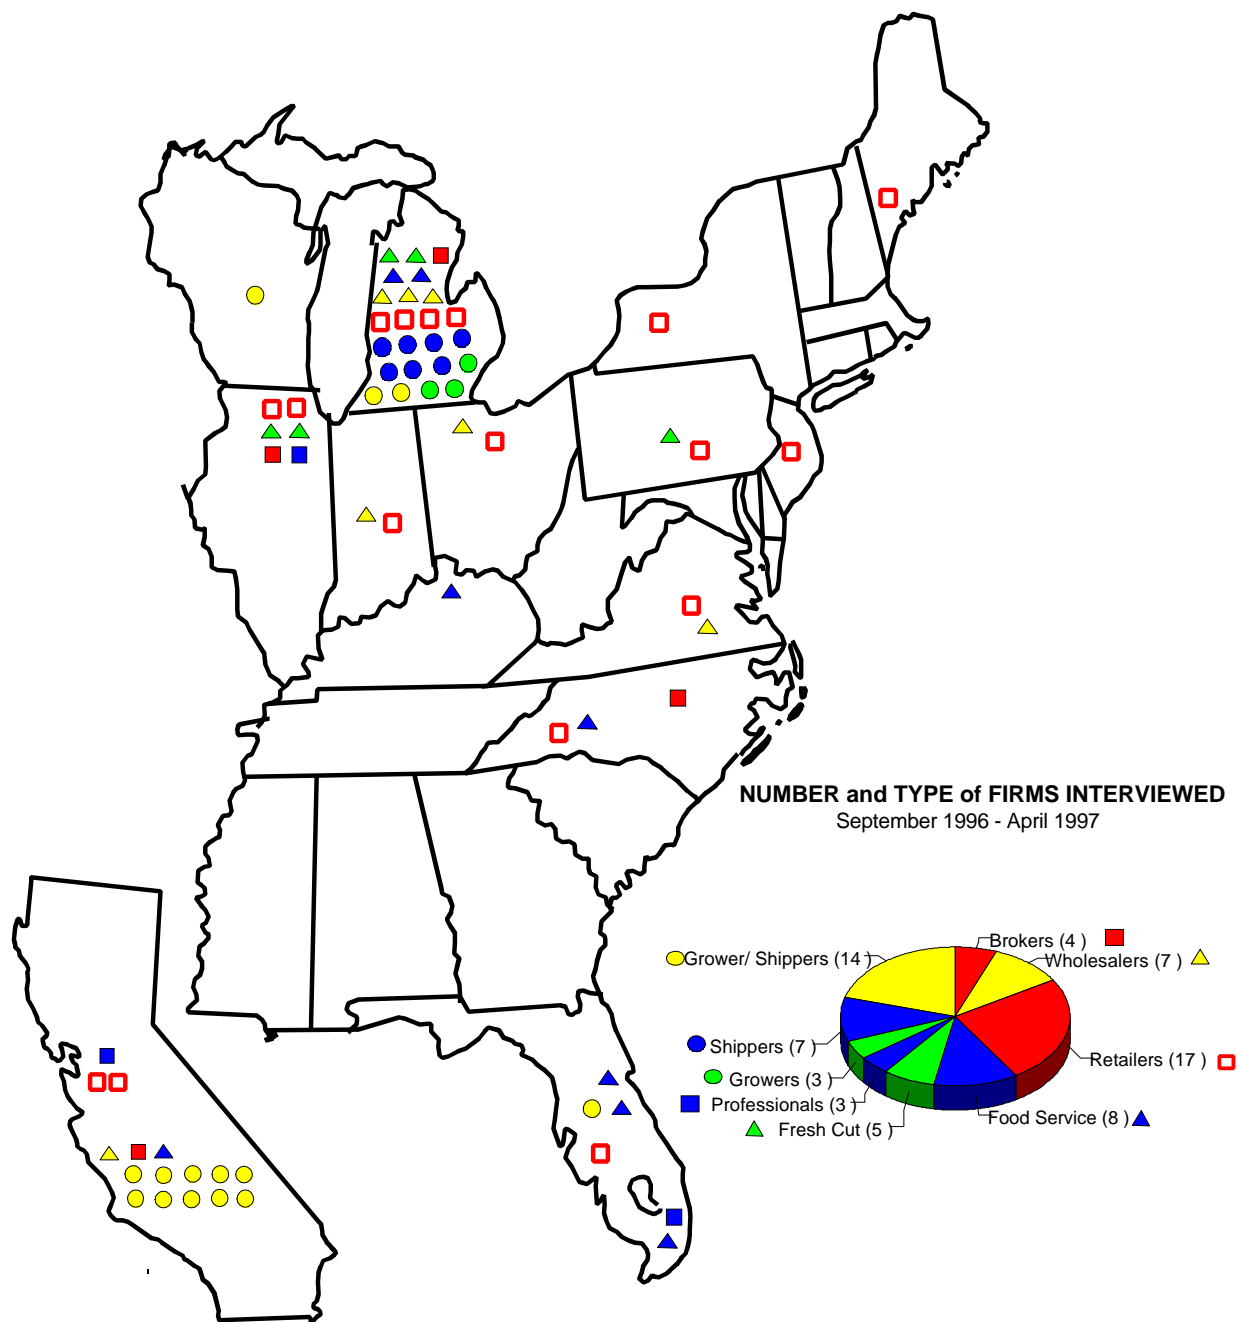 NUMBER and TYPE of FIRMS INTERVIEWED
September 1996 - April 1997
Brokers (4 )
Grower/ Shippers (14 )
Wholesalers (7 )
Shippers (7 )
Retailers (17 )
Growers (3 )
Professionals (3 )
Food Service (8 )
Fresh Cut (5 )